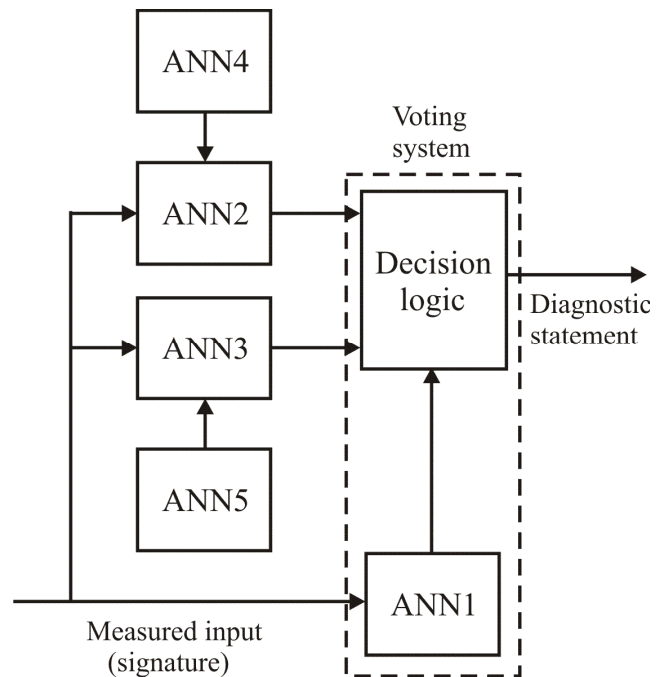 ANN4
Voting
system
ANN2
Decision
logic
Diagnostic
statement
ANN3
ANN5
ANN1
Measured input
(signature)